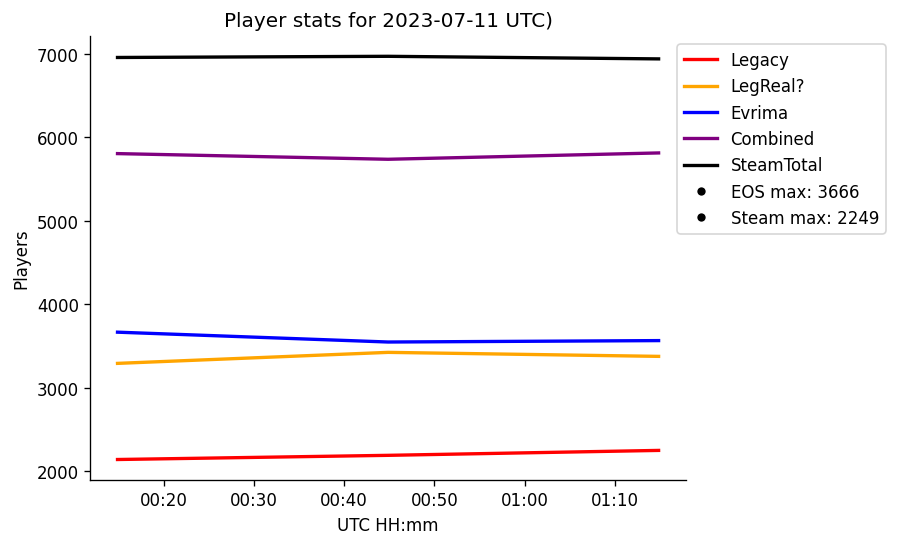 Player stats for 2023-07-11 UTC)
7000
6000
5000
4000
3000
2000
Players
00:20 00:30 00:40 00:50 01:00 01:10
UTC HH:mm
Legacy
LegReal?
Evrima
Combined
SteamTotal
EOS max: 3666
Steam max: 2249